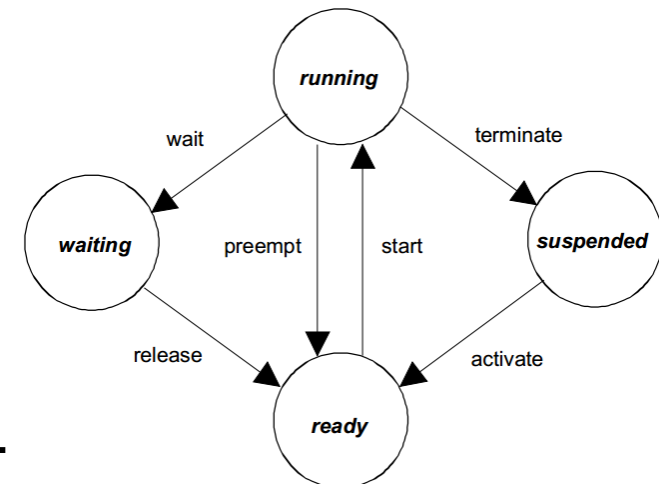 running
wait
terminate
waiting
preempt
start
suspended
release
activate
ready